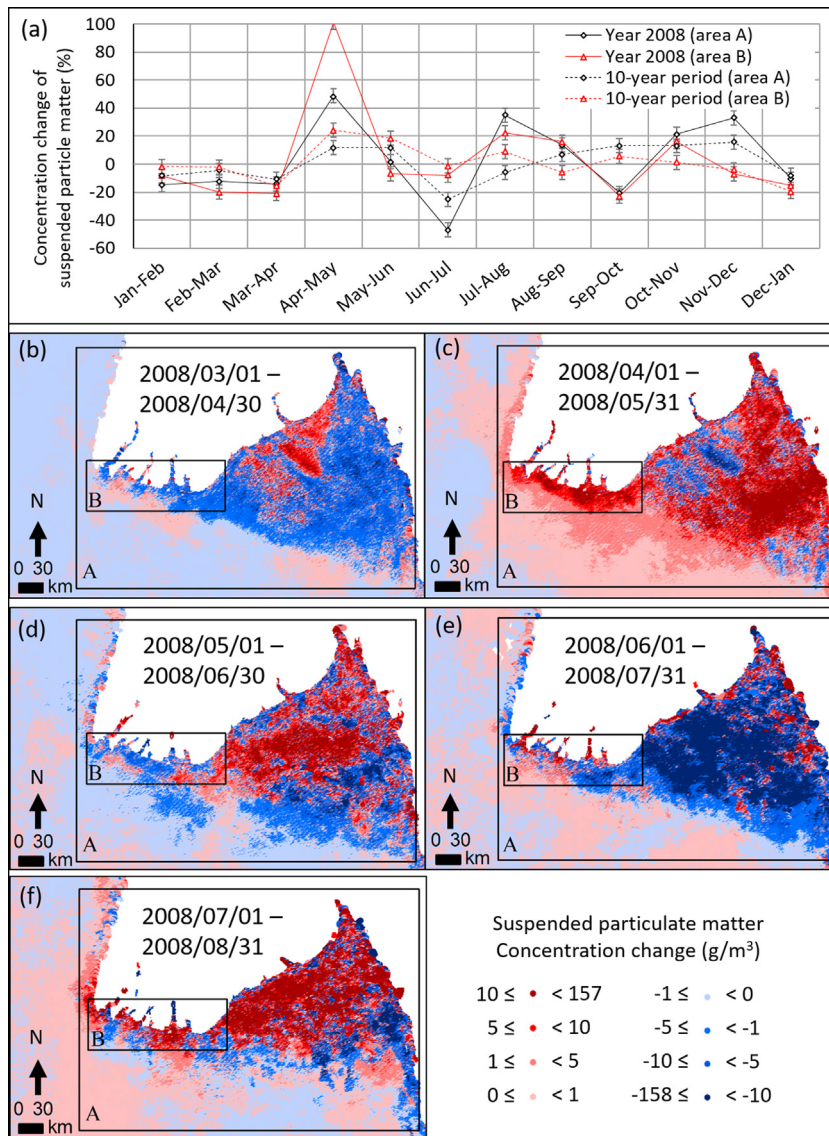 (a)
Concentration change of
suspended particle matter (%)
100
80
60
40
20
0
-20
-40
-60
Year 2008 (area A)
Year 2008 (area B)
10-year period (area A)
10-year period (area B)
Jan-Feb
Feb-Mar
Mar-Apr
Apr-May
May-Jun
Jun-Jul
Jul-Aug
Aug-Sep
Sep-Oct
Oct-Nov
Nov-Dec
Dec-Jan
(b)
2008/03/01 –
2008/04/30
B
N
0 30
km
A
(c)
2008/04/01 -
2008/05/31
B
N
0 30
km
A
(d)
2008/05/01 –
2008/06/30
B
N
0 30
km
A
(e)
2008/06/01 –
2008/07/31
B
N
0 30
km
A
(f)
2008/07/01 –
2008/08/31
B
N
0 30
km
A
Suspended particulate matter
Concentration change (g/m³)
10 ≤ < 157 -1 ≤ < 0
5 ≤ < 10 -5 ≤ < -1
1 ≤ < 5 -10 ≤ < -5
0 ≤ < 1 -158 ≤ < -10